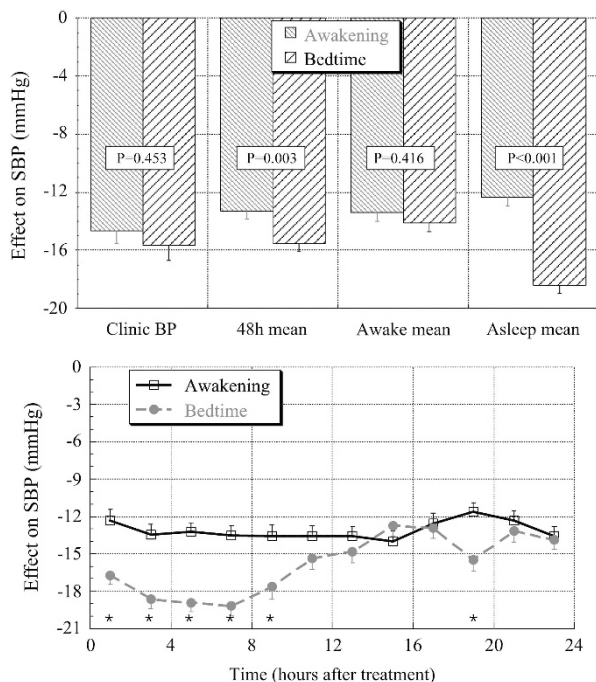 0
-4
-8
-12
-16
-20
Effect on SBP (mmHg)
Awakening
Bedtime
P=0.453
P=0.003
P=0.416
P<0.001
Clinic BP
48h mean
Awake mean
Asleep mean
0
-3
-6
-9
-12
-15
-18
-21
Effect on SBP (mmHg)
Awakening
Bedtime
* * * * * *
0 4 8 12 16 20 24
Time (hours after treatment)